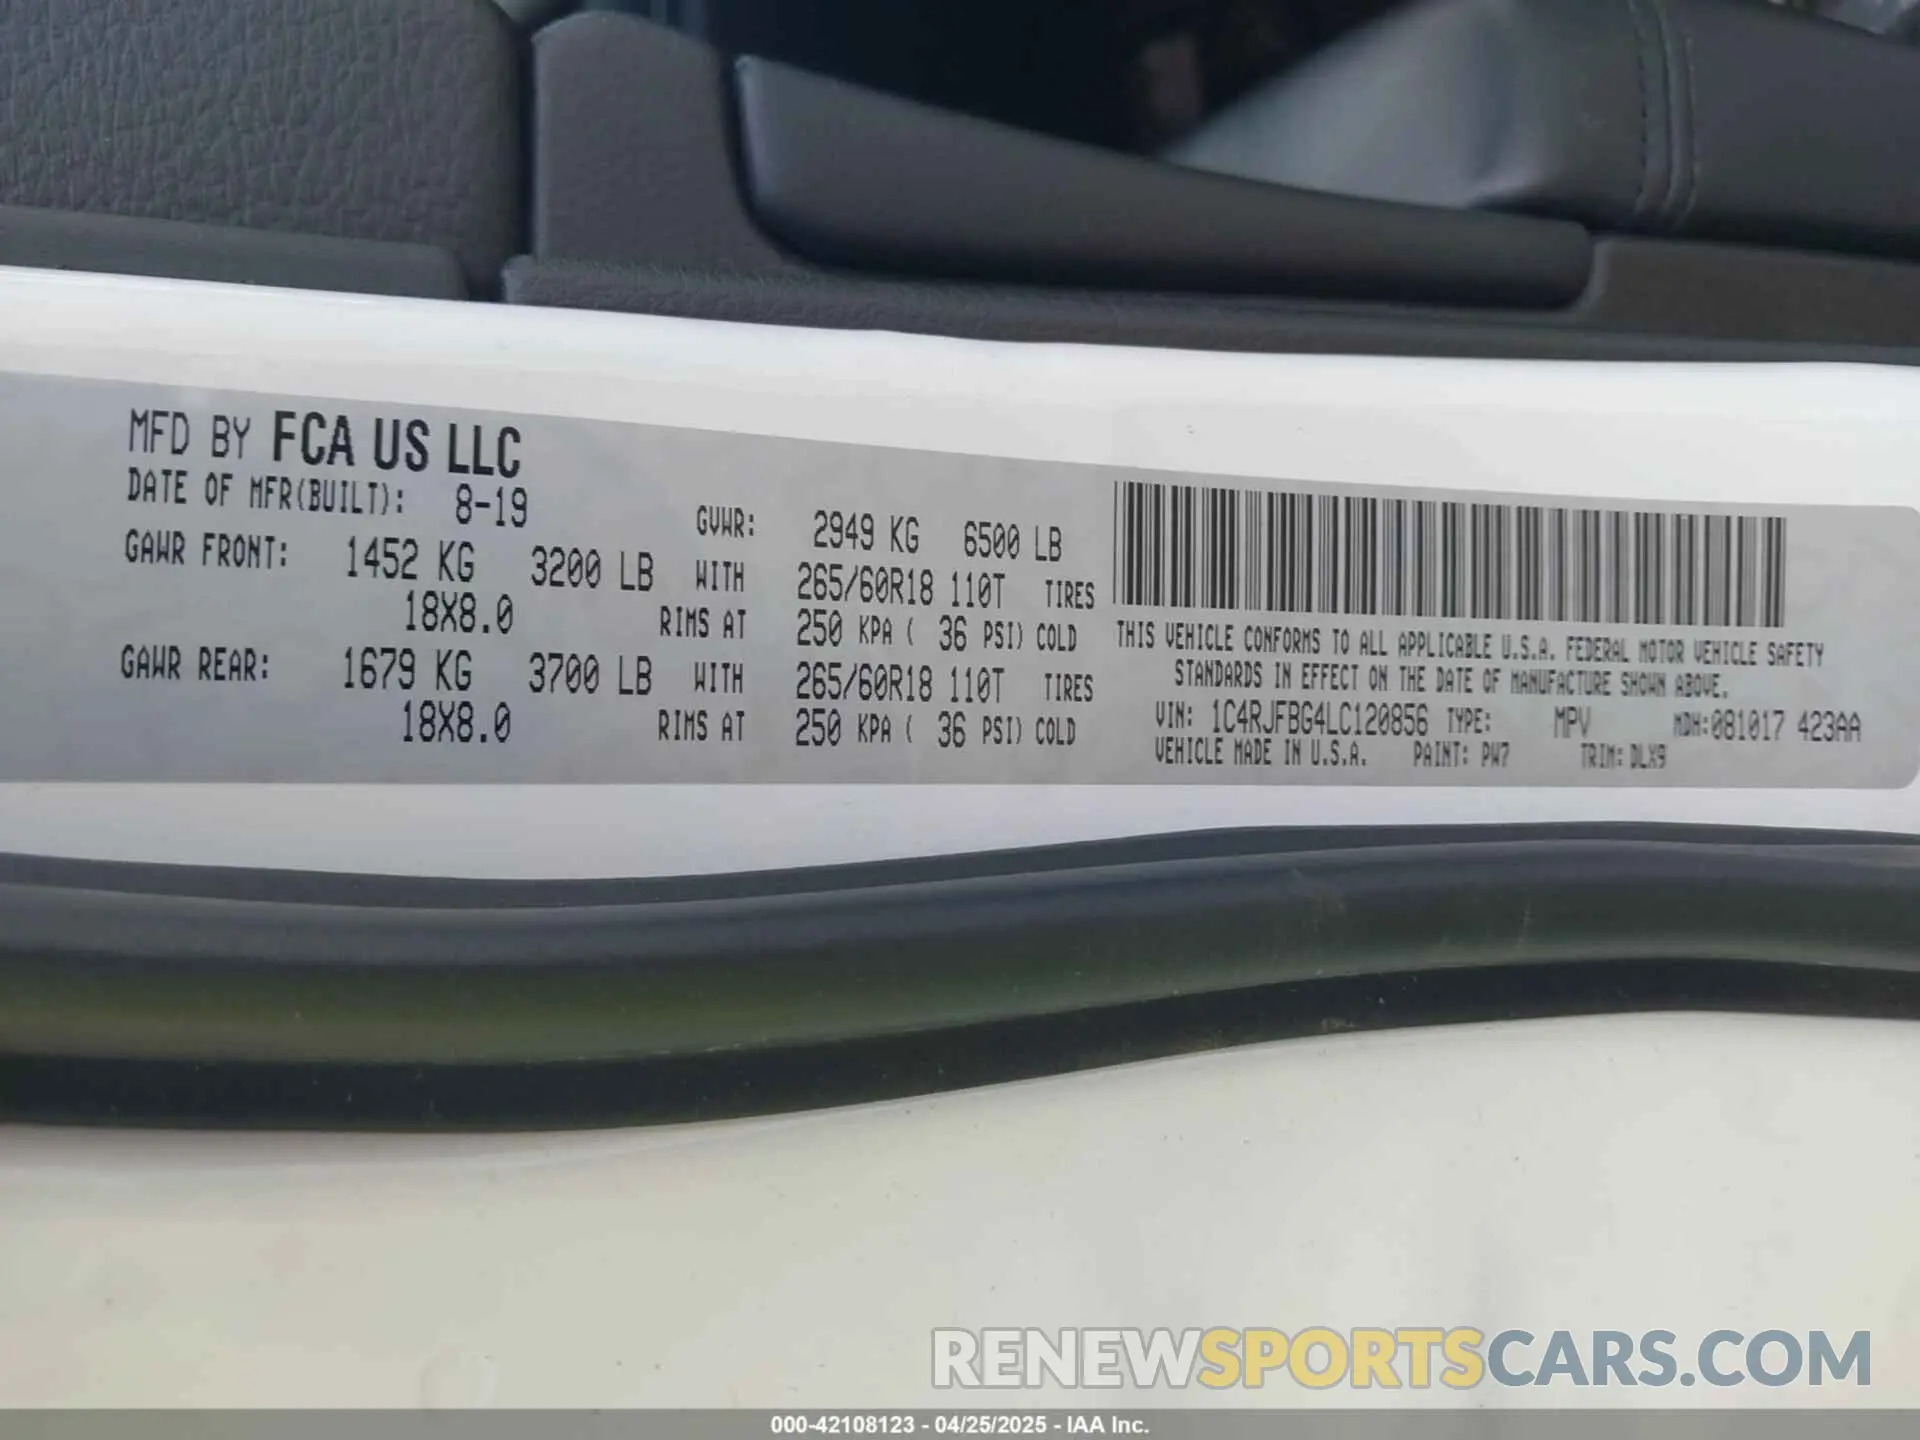 MFD BY FCA US LLC
DATE OF MFR(BUILT): 8-19 GVWR: 2949 KG 6500 LB
GAWR FRONT: 1452 KG 3200 LB WITH 265/60R18 110T TIRES
18X8.0 RIMS AT 250 KPA ( 36 PSI) COLD
GAWR REAR: 1679 KG 3700 LB WITH 265/60R18 110T TIRES
18X8.0 RIMS AT 250 KPA ( 36 PSI) COLD
THIS VEHICLE CONFORMS TO ALL APPLICABLE U.S.A. FEDERAL MOTOR VEHICLE SAFETY
STANDARDS IN EFFECT ON THE DATE OF MANUFACTURE SHOWN ABOVE.
VIN: 1C4RJFBG4LC120856 TYPE: MPV MDH:081017 423AA
VEHICLE MADE IN U.S.A. PAINT: PW7 TRIM: DLX9
RENEWSPORTSCARS.COM
000-42108123 - 04/25/2025 - IAA Inc.